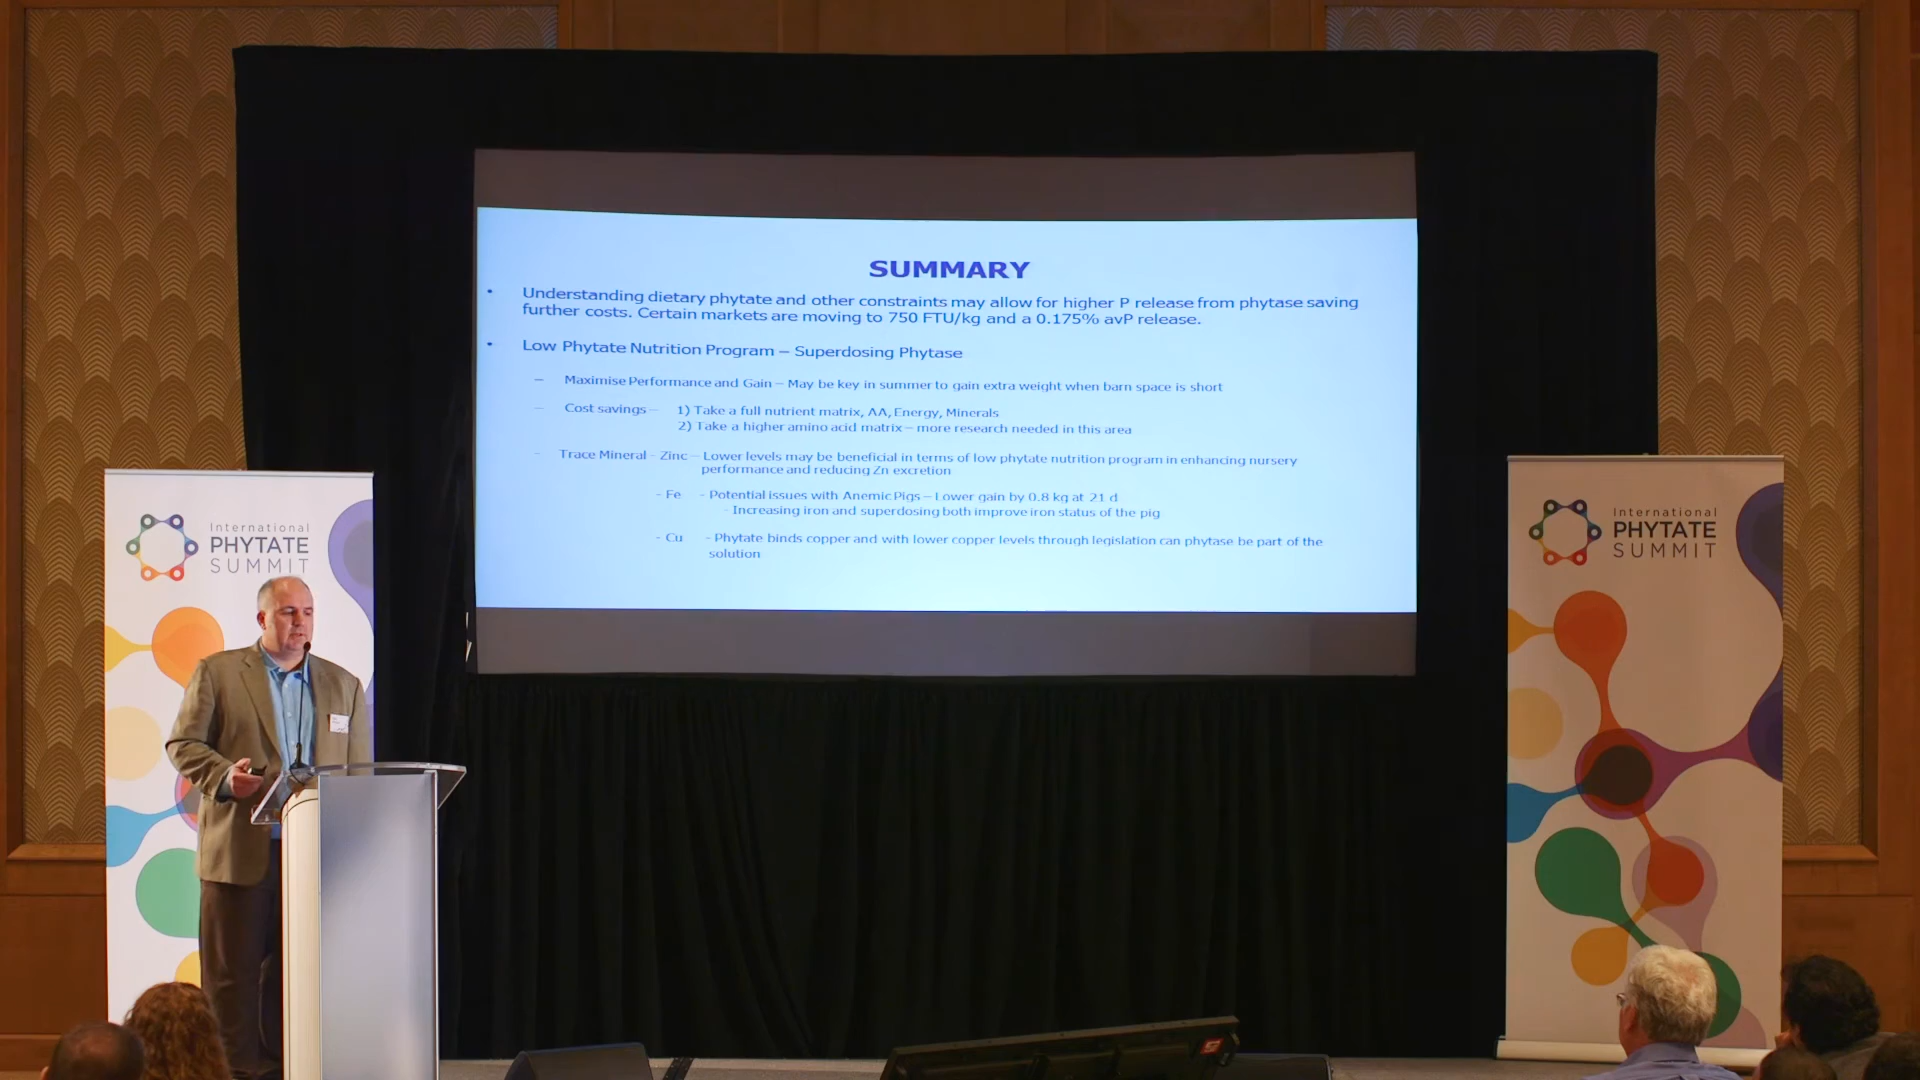 SUMMARY
• Understanding dietary phytate and other constraints may allow for higher P release from phytase saving
further costs. Certain markets are moving to 750 FTU/kg and a 0.175% avP release.
• Low Phytate Nutrition Program – Superdosing Phytase
– Maximise Performance and Gain – May be key in summer to gain extra weight when barn space is short
– Cost savings – 1) Take a full nutrient matrix, AA, Energy, Minerals
2) Take a higher amino acid matrix – more research needed in this area
- Trace Mineral - Zinc – Lower levels may be beneficial in terms of low phytate nutrition program in enhancing nursery
performance and reducing Zn excretion
- Fe - Potential issues with Anemic Pigs – Lower gain by 0.8 kg at 21 d
- Increasing iron and superdosing both improve iron status of the pig
- Cu - Phytate binds copper and with lower copper levels through legislation can phytase be part of the
solution
International
PHYTATE
SUMMIT
International
PHYTATE
SUMMIT